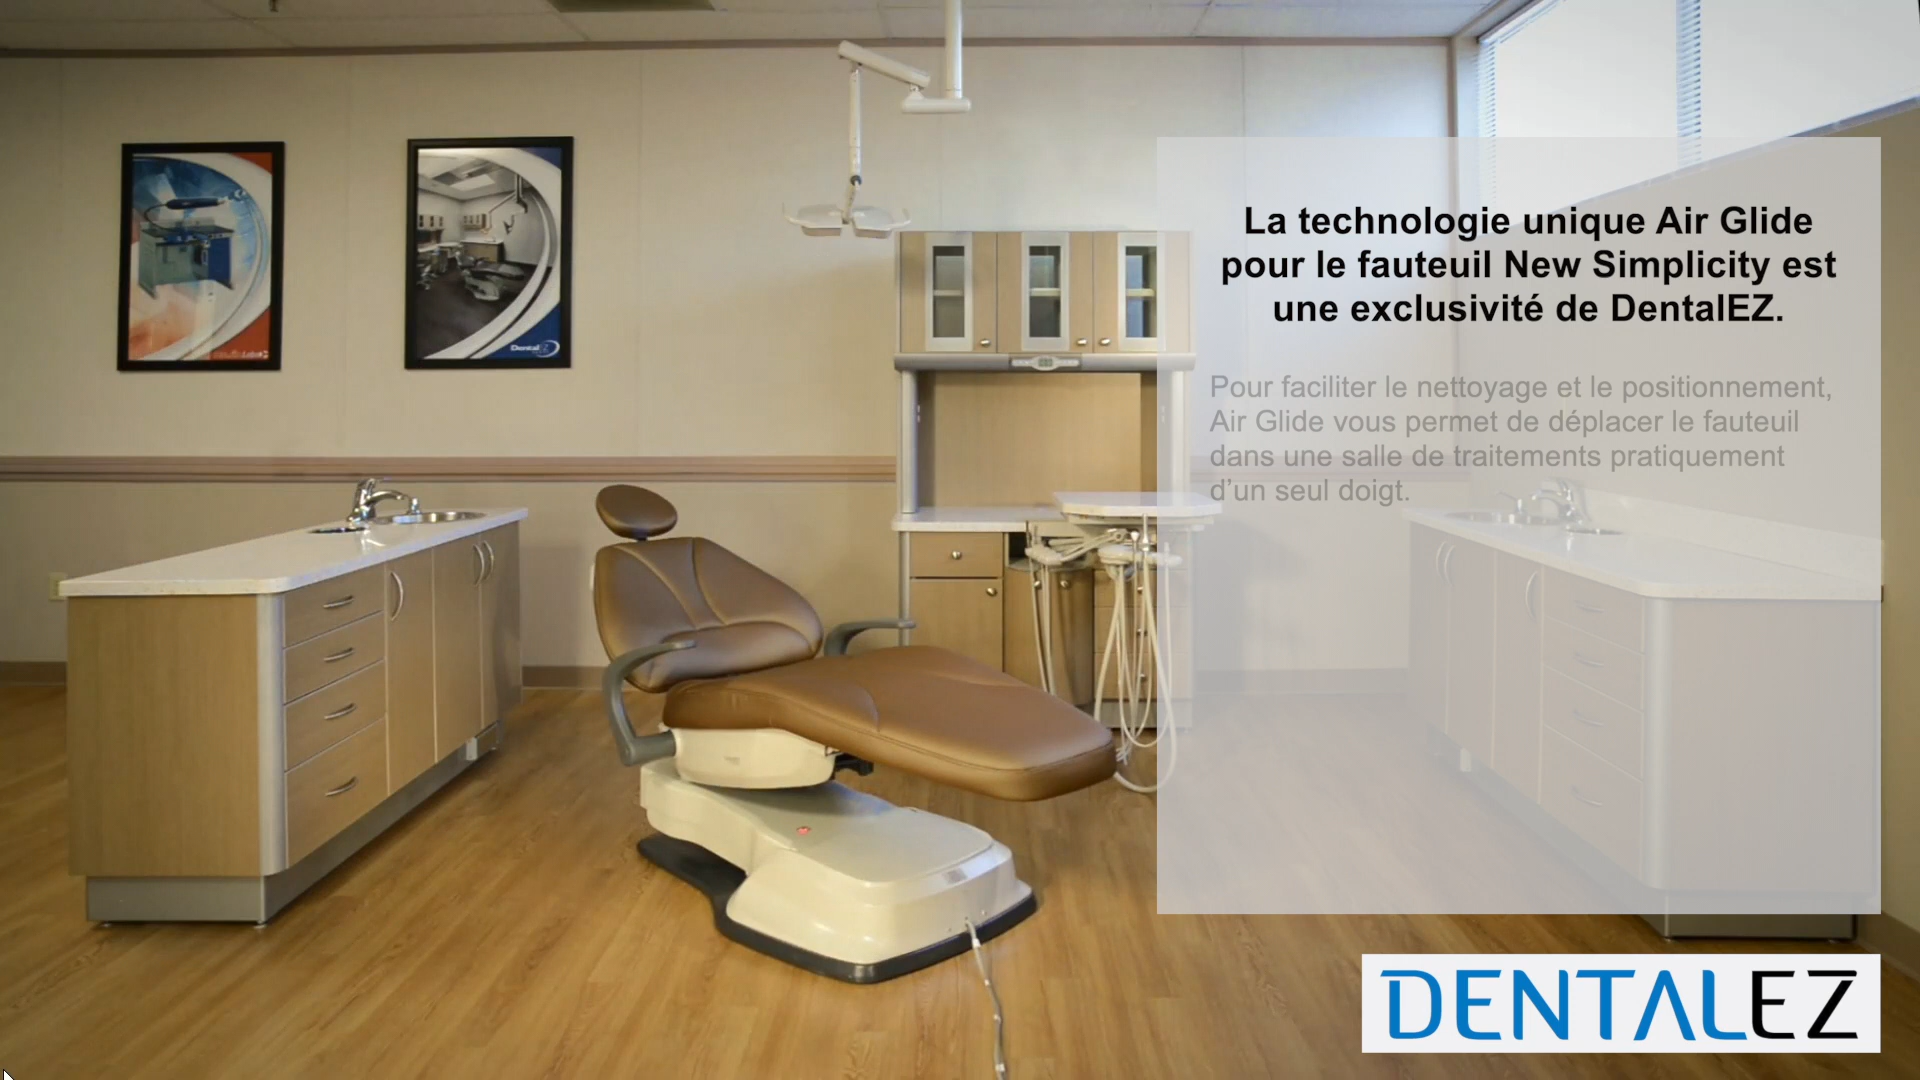 La technologie unique Air Glide
pour le fauteuil New Simplicity est
une exclusivité de DentalEZ.
Pour faciliter le nettoyage et le positionnement,
Air Glide vous permet de déplacer le fauteuil
dans une salle de traitements pratiquement
d’un seul doigt.
DentalEZ
DENTALEZ